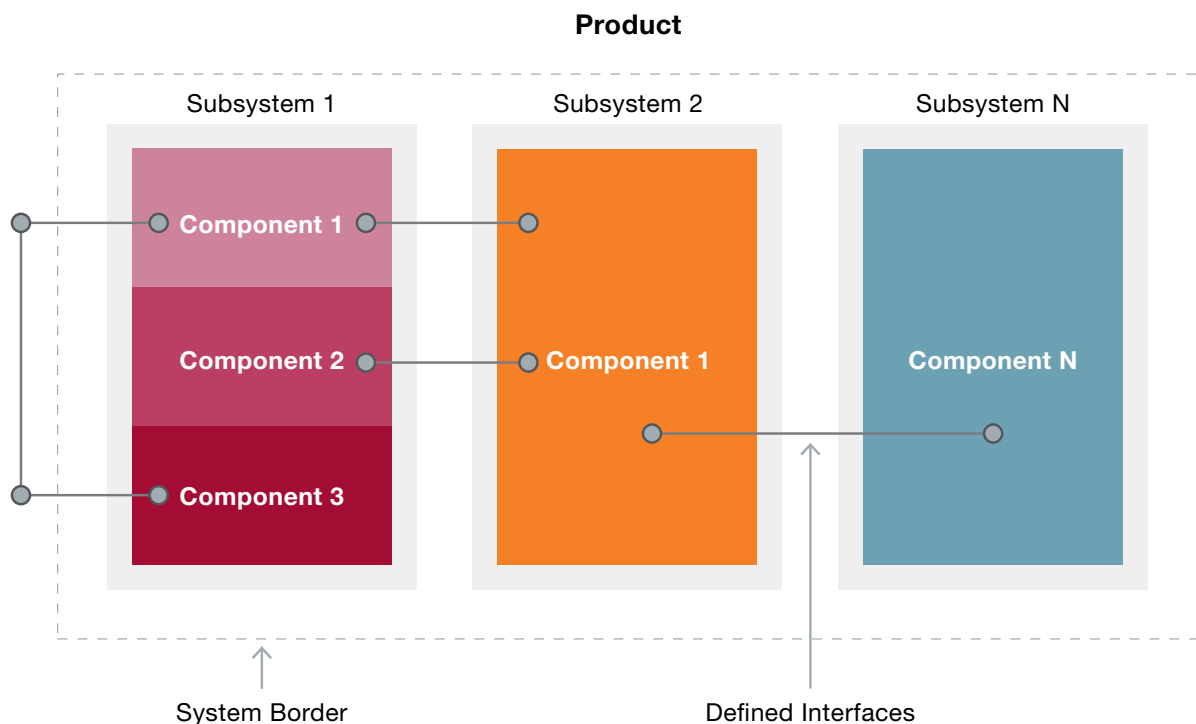 Product
Subsystem 1
Subsystem 2
Subsystem N
Component 1
Component 2
Component 3
Component 1
Component N
System Border
Defined Interfaces